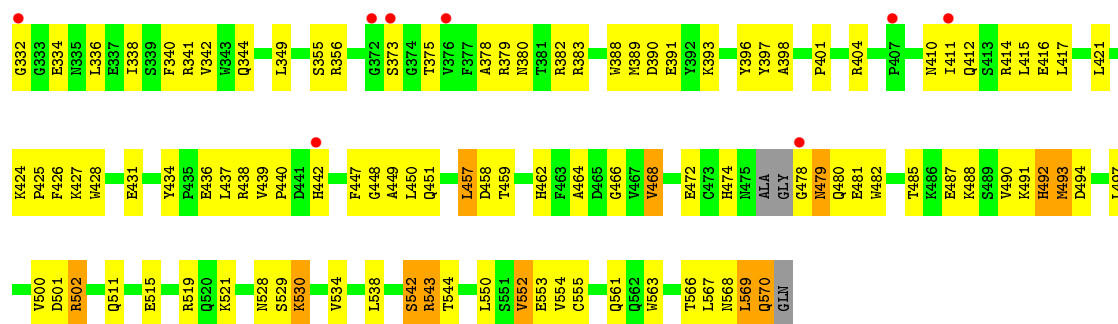 G332 G333 E334 N335 L336 E337 I338 S339 F340 R341 V342 W343 Q344 L349 S355 R356 G372 S373 G374 T375 V376 F377 A378 R379 N380 T381 R382 R383 W388 M389 D390 E391 Y392 K393 Y396 Y397 A398 P401 R404 P407 N410 I411 Q412 S413 R414 L415 E416 L417 L421
K424 P425 F426 K427 W428 E431 Y434 P435 E436 L437 R438 V439 P440 D441 H442 F447 G448 A449 L450 Q451 L457 D458 T459 H462 F463 A464 D465 G466 V467 V468 E472 C473 H474 N475 ALA GLY G478 N479 Q480 E481 W482 T485 K486 E487 K488 S489 V490 K491 H492 M493 D494 L497
V500 D501 R502 Q511 E515 R519 Q520 K521 N528 S529 K530 V534 L538 S542 R543 T544 L550 S551 V552 E553 V554 C555 Q561 Q562 W563 T566 L567 N568 L569 Q570 GLN